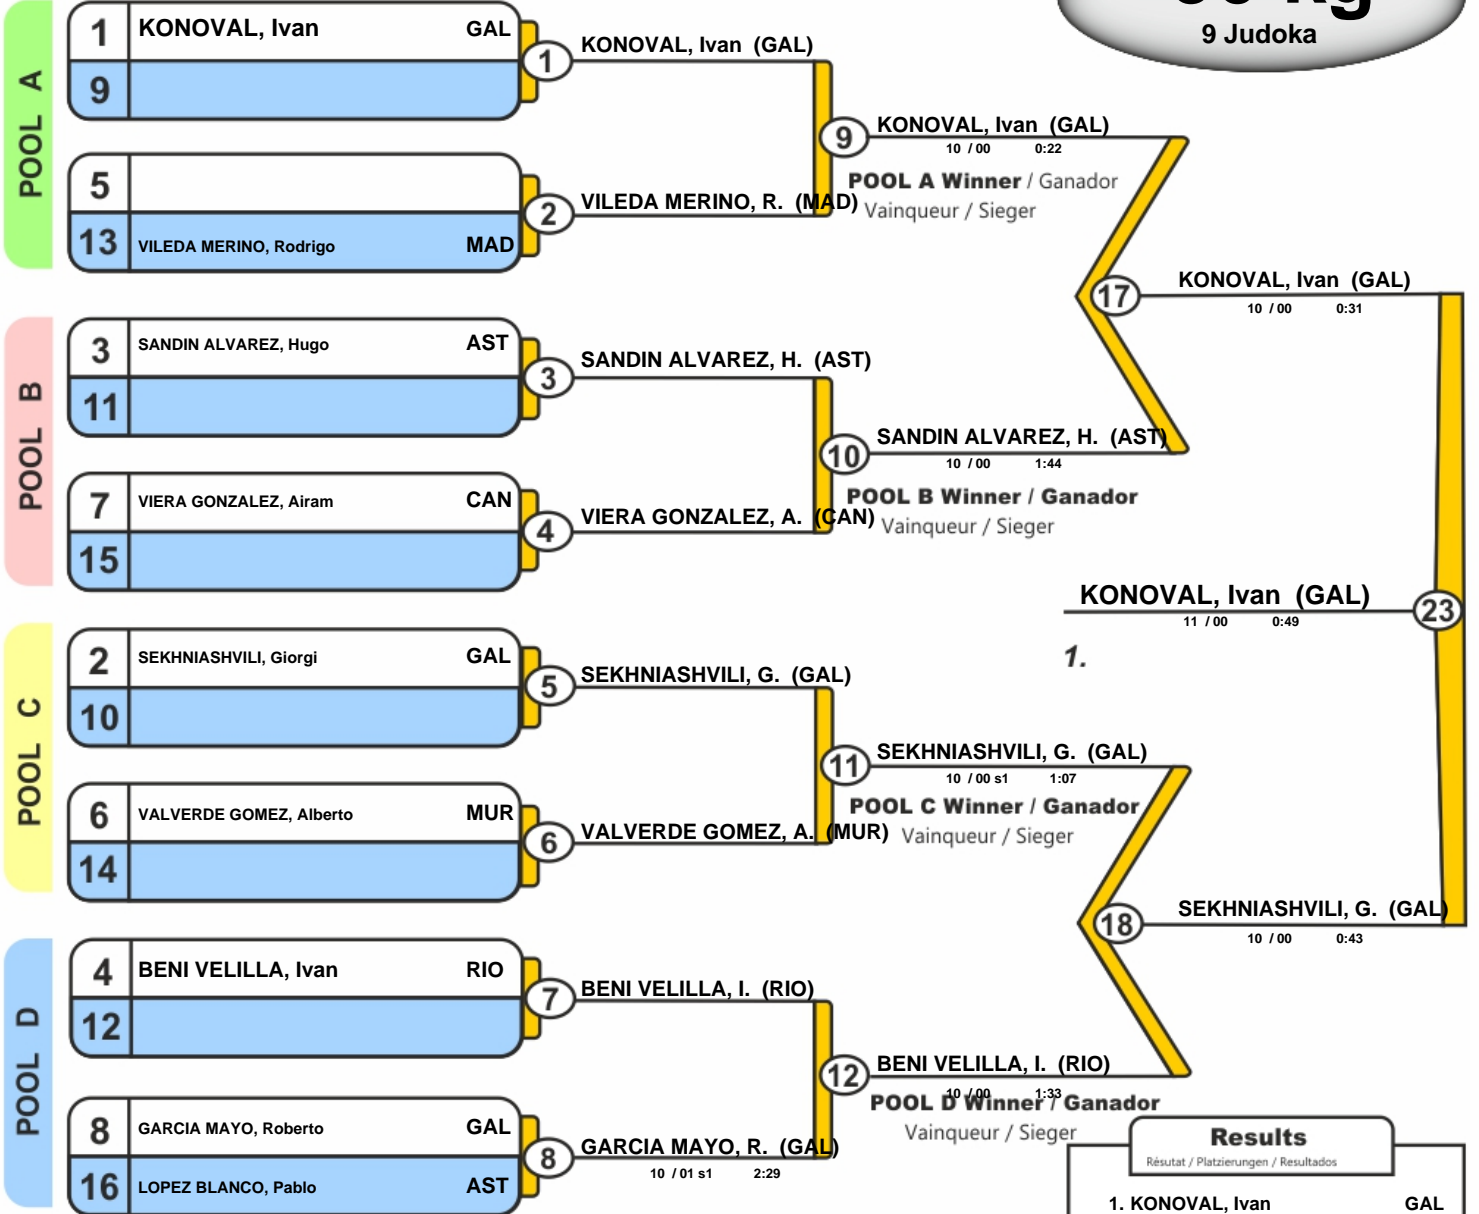 9 Judoka
POOL A
1 KONOVAL, Ivan GAL
9
1
KONOVAL, Ivan (GAL)
5
13 VILEDA MERINO, Rodrigo MAD
2
VILEDA MERINO, R. (MAD)
9
KONOVAL, Ivan (GAL)
10 / 00 0:22
POOL A Winner / Ganador
Vainqueur / Sieger
17
KONOVAL, Ivan (GAL)
10 / 00 0:31
POOL B
3 SANDIN ALVAREZ, Hugo AST
11
3
SANDIN ALVAREZ, H. (AST)
7 VIERA GONZALEZ, Airam CAN
15
4
VIERA GONZALEZ, A. (CAN)
10
SANDIN ALVAREZ, H. (AST)
10 / 00 1:44
POOL B Winner / Ganador
Vainqueur / Sieger
KONOVAL, Ivan (GAL)
11 / 00 0:49
23
1.
POOL C
2 SEKHNIASHVILI, Giorgi GAL
10
5
SEKHNIASHVILI, G. (GAL)
6 VALVERDE GOMEZ, Alberto MUR
14
6
VALVERDE GOMEZ, A. (MUR)
11
SEKHNIASHVILI, G. (GAL)
10 / 00 s1 1:07
POOL C Winner / Ganador
Vainqueur / Sieger
18
SEKHNIASHVILI, G. (GAL)
10 / 00 0:43
POOL D
4 BENI VELILLA, Ivan RIO
12
7
BENI VELILLA, I. (RIO)
8 GARCIA MAYO, Roberto GAL
16 LOPEZ BLANCO, Pablo AST
8
GARCIA MAYO, R. (GAL)
10 / 01 s1 2:29
12
BENI VELILLA, I. (RIO)
10 / 00 1:33
POOL D Winner / Ganador
Vainqueur / Sieger
Results
Résutat / Platzierungen / Resultados
1. KONOVAL, Ivan GAL